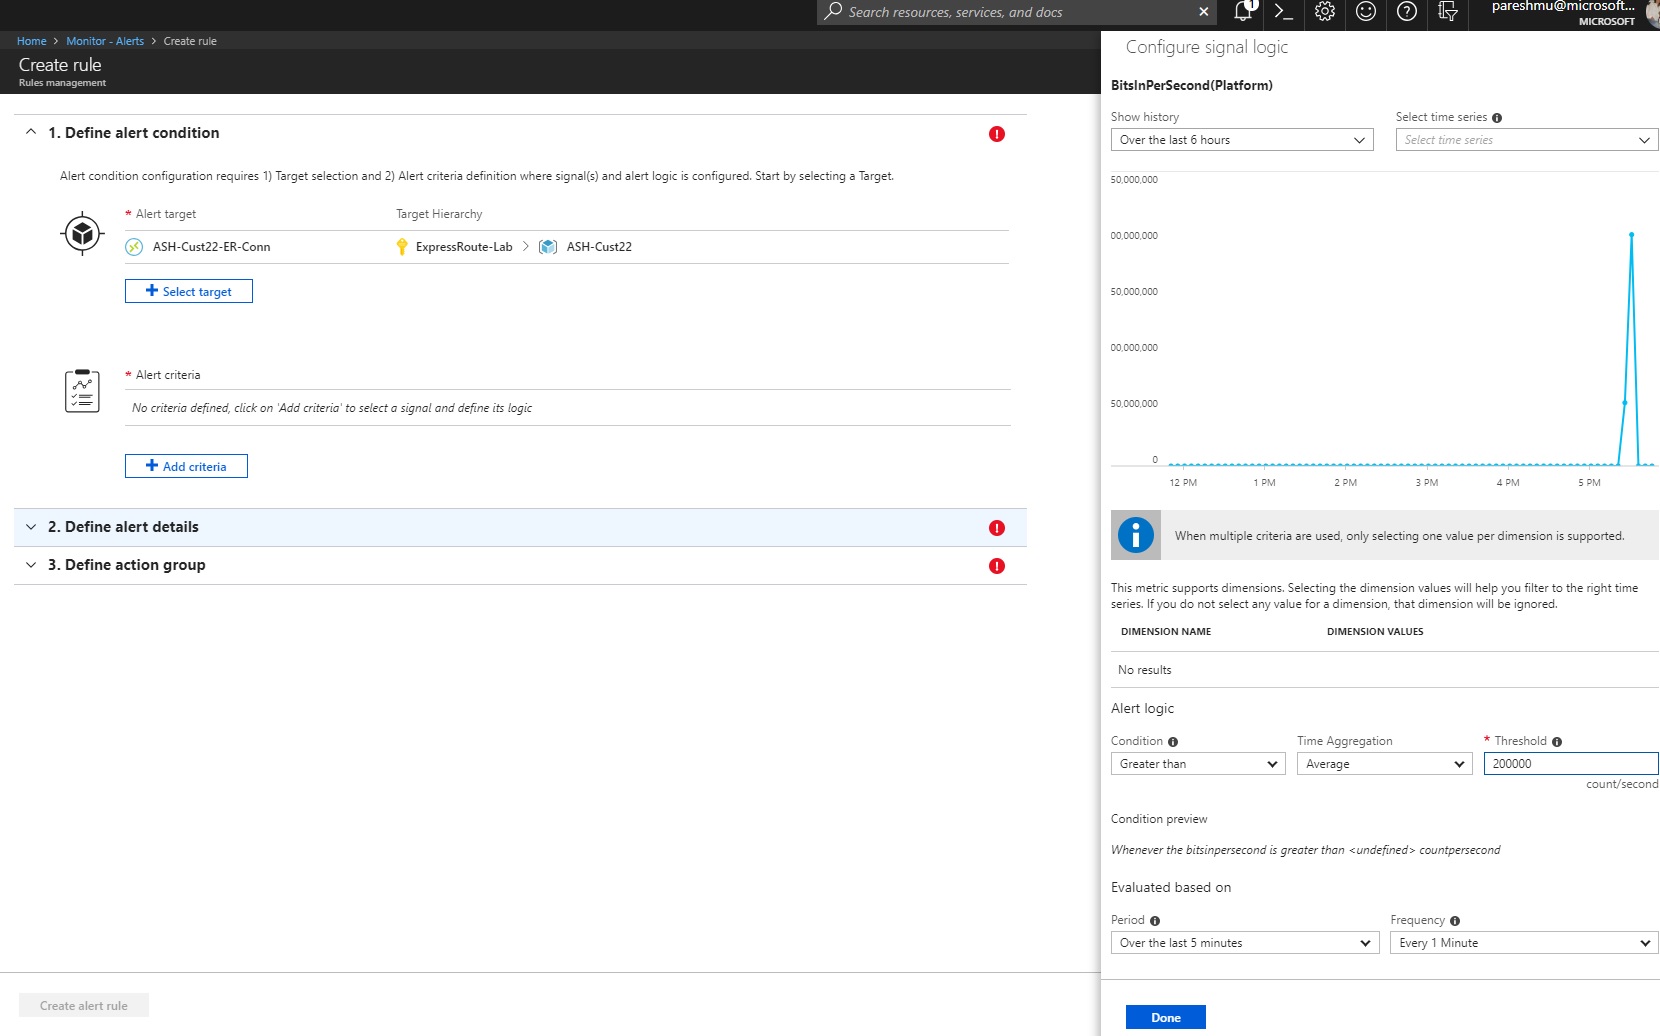 Search resources, services, and docs
1
pareshmu@microsoft...
MICROSOFT
Home > Monitor - Alerts > Create rule
Create rule
Rules management
1. Define alert condition
Alert condition configuration requires 1) Target selection and 2) Alert criteria definition where signal(s) and alert logic is configured. Start by selecting a Target.
* Alert target
Target Hierarchy
ASH-Cust22-ER-Conn
ExpressRoute-Lab > ASH-Cust22
+ Select target
* Alert criteria
No criteria defined, click on 'Add criteria' to select a signal and define its logic
+ Add criteria
2. Define alert details
3. Define action group
Create alert rule
Configure signal logic
BitsInPerSecond(Platform)
Show history
Select time series
Over the last 6 hours
Select time series
50,000,000
00,000,000
50,000,000
00,000,000
50,000,000
0
12 PM 1 PM 2 PM 3 PM 4 PM 5 PM
When multiple criteria are used, only selecting one value per dimension is supported.
This metric supports dimensions. Selecting the dimension values will help you filter to the right time
series. If you do not select any value for a dimension, that dimension will be ignored.
DIMENSION NAME DIMENSION VALUES
No results
Alert logic
Condition
Time Aggregation
* Threshold
Greater than
Average
200000
count/second
Condition preview
Whenever the bitsinpersecond is greater than <undefined> countpersecond
Evaluated based on
Period
Frequency
Over the last 5 minutes
Every 1 Minute
Done